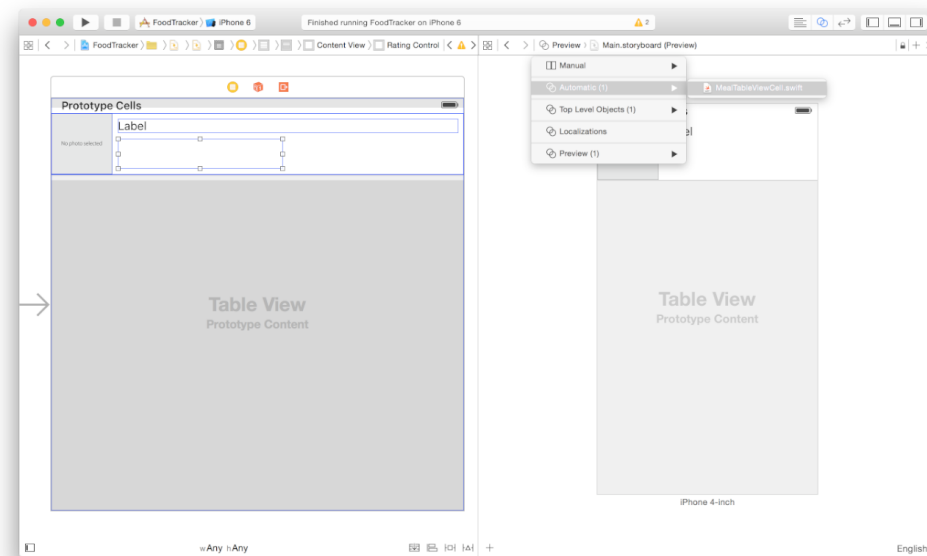 FoodTracker iPhone 6
Finished running FoodTracker on iPhone 6
2
FoodTracker Content View Rating Control
Preview Main.storyboard (Preview)
Manual
Automatic (1)
MealTableViewCell.swift
Top Level Objects (1)
Localizations
Preview (1)
Prototype Cells
No photo selected
Label
el
Table View
Prototype Content
Table View
Prototype Content
iPhone 4-inch
wAny hAny
English